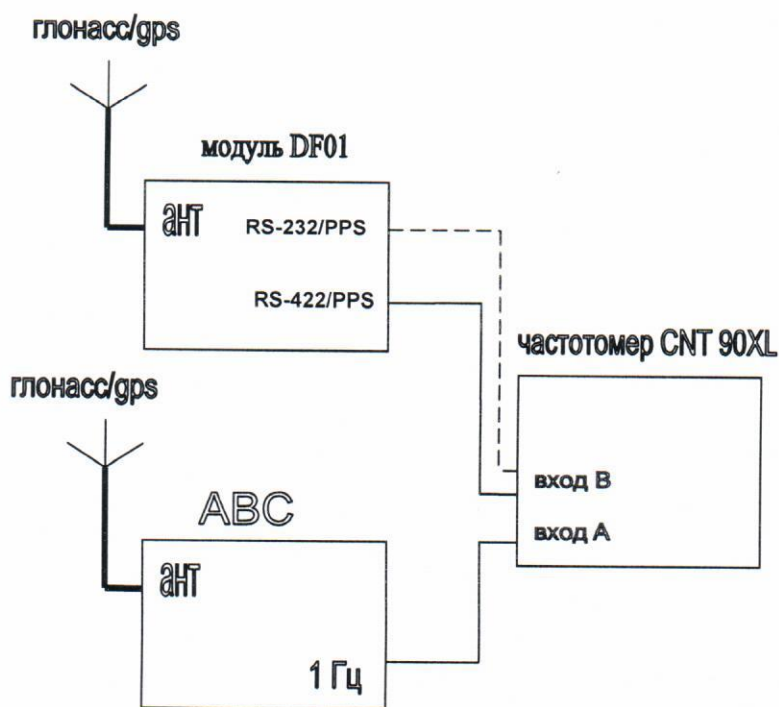 глонасс/gps
модуль DF01
ант
RS-232/PPS
RS-422/PPS
частотомер CNT 90XL
глонасс/gps
вход В
вход А
АВС
ант
1 Гц